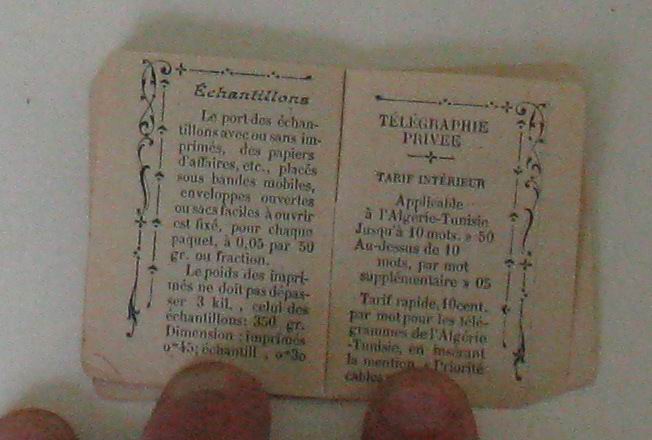 Échantillons
Le port des échan-
tillons avec ou sans im-
primés, des papiers
d'affaires, etc., placés
sous bandes mobiles,
enveloppes ouvertes
ou sacs faciles à ouvrir
est fixé, pour chaque
paquet, à 0,05 par 50
gr. ou fraction.
Le poids des impri-
més ne doit pas dépas-
ser 3 kil., celui des
échantillons: 350 gr.
Dimension : imprimés
0ᵐ45; échantill., 0ᵐ30
TÉLÉGRAPHIE
PRIVÉE
TARIF INTÉRIEUR
Applicable
à l'Algérie-Tunisie
Jusqu'à 10 mots. » 50
Au-dessus de 10
mots, par mot
supplémentaire » 05
Tarif rapide, 10 cent.
par mot pour les télé-
grammes de l'Algérie
-Tunisie, en insérant
la mention « Priorité
cables